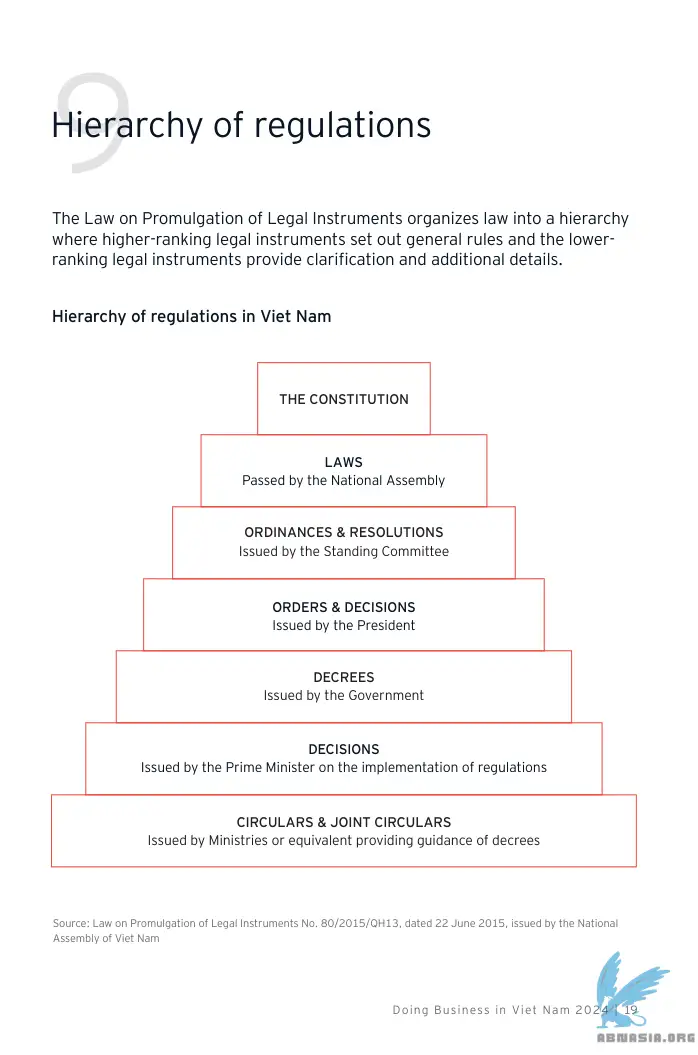 9
Hierarchy of regulations
The Law on Promulgation of Legal Instruments organizes law into a hierarchy
where higher-ranking legal instruments set out general rules and the lower-
ranking legal instruments provide clarification and additional details.
Hierarchy of regulations in Viet Nam
THE CONSTITUTION
LAWS
Passed by the National Assembly
ORDINANCES & RESOLUTIONS
Issued by the Standing Committee
ORDERS & DECISIONS
Issued by the President
DECREES
Issued by the Government
DECISIONS
Issued by the Prime Minister on the implementation of regulations
CIRCULARS & JOINT CIRCULARS
Issued by Ministries or equivalent providing guidance of decrees
Source: Law on Promulgation of Legal Instruments No. 80/2015/QH13, dated 22 June 2015, issued by the National
Assembly of Viet Nam
Doing Business in Viet Nam 2024 | 19
ABNASIA.ORG